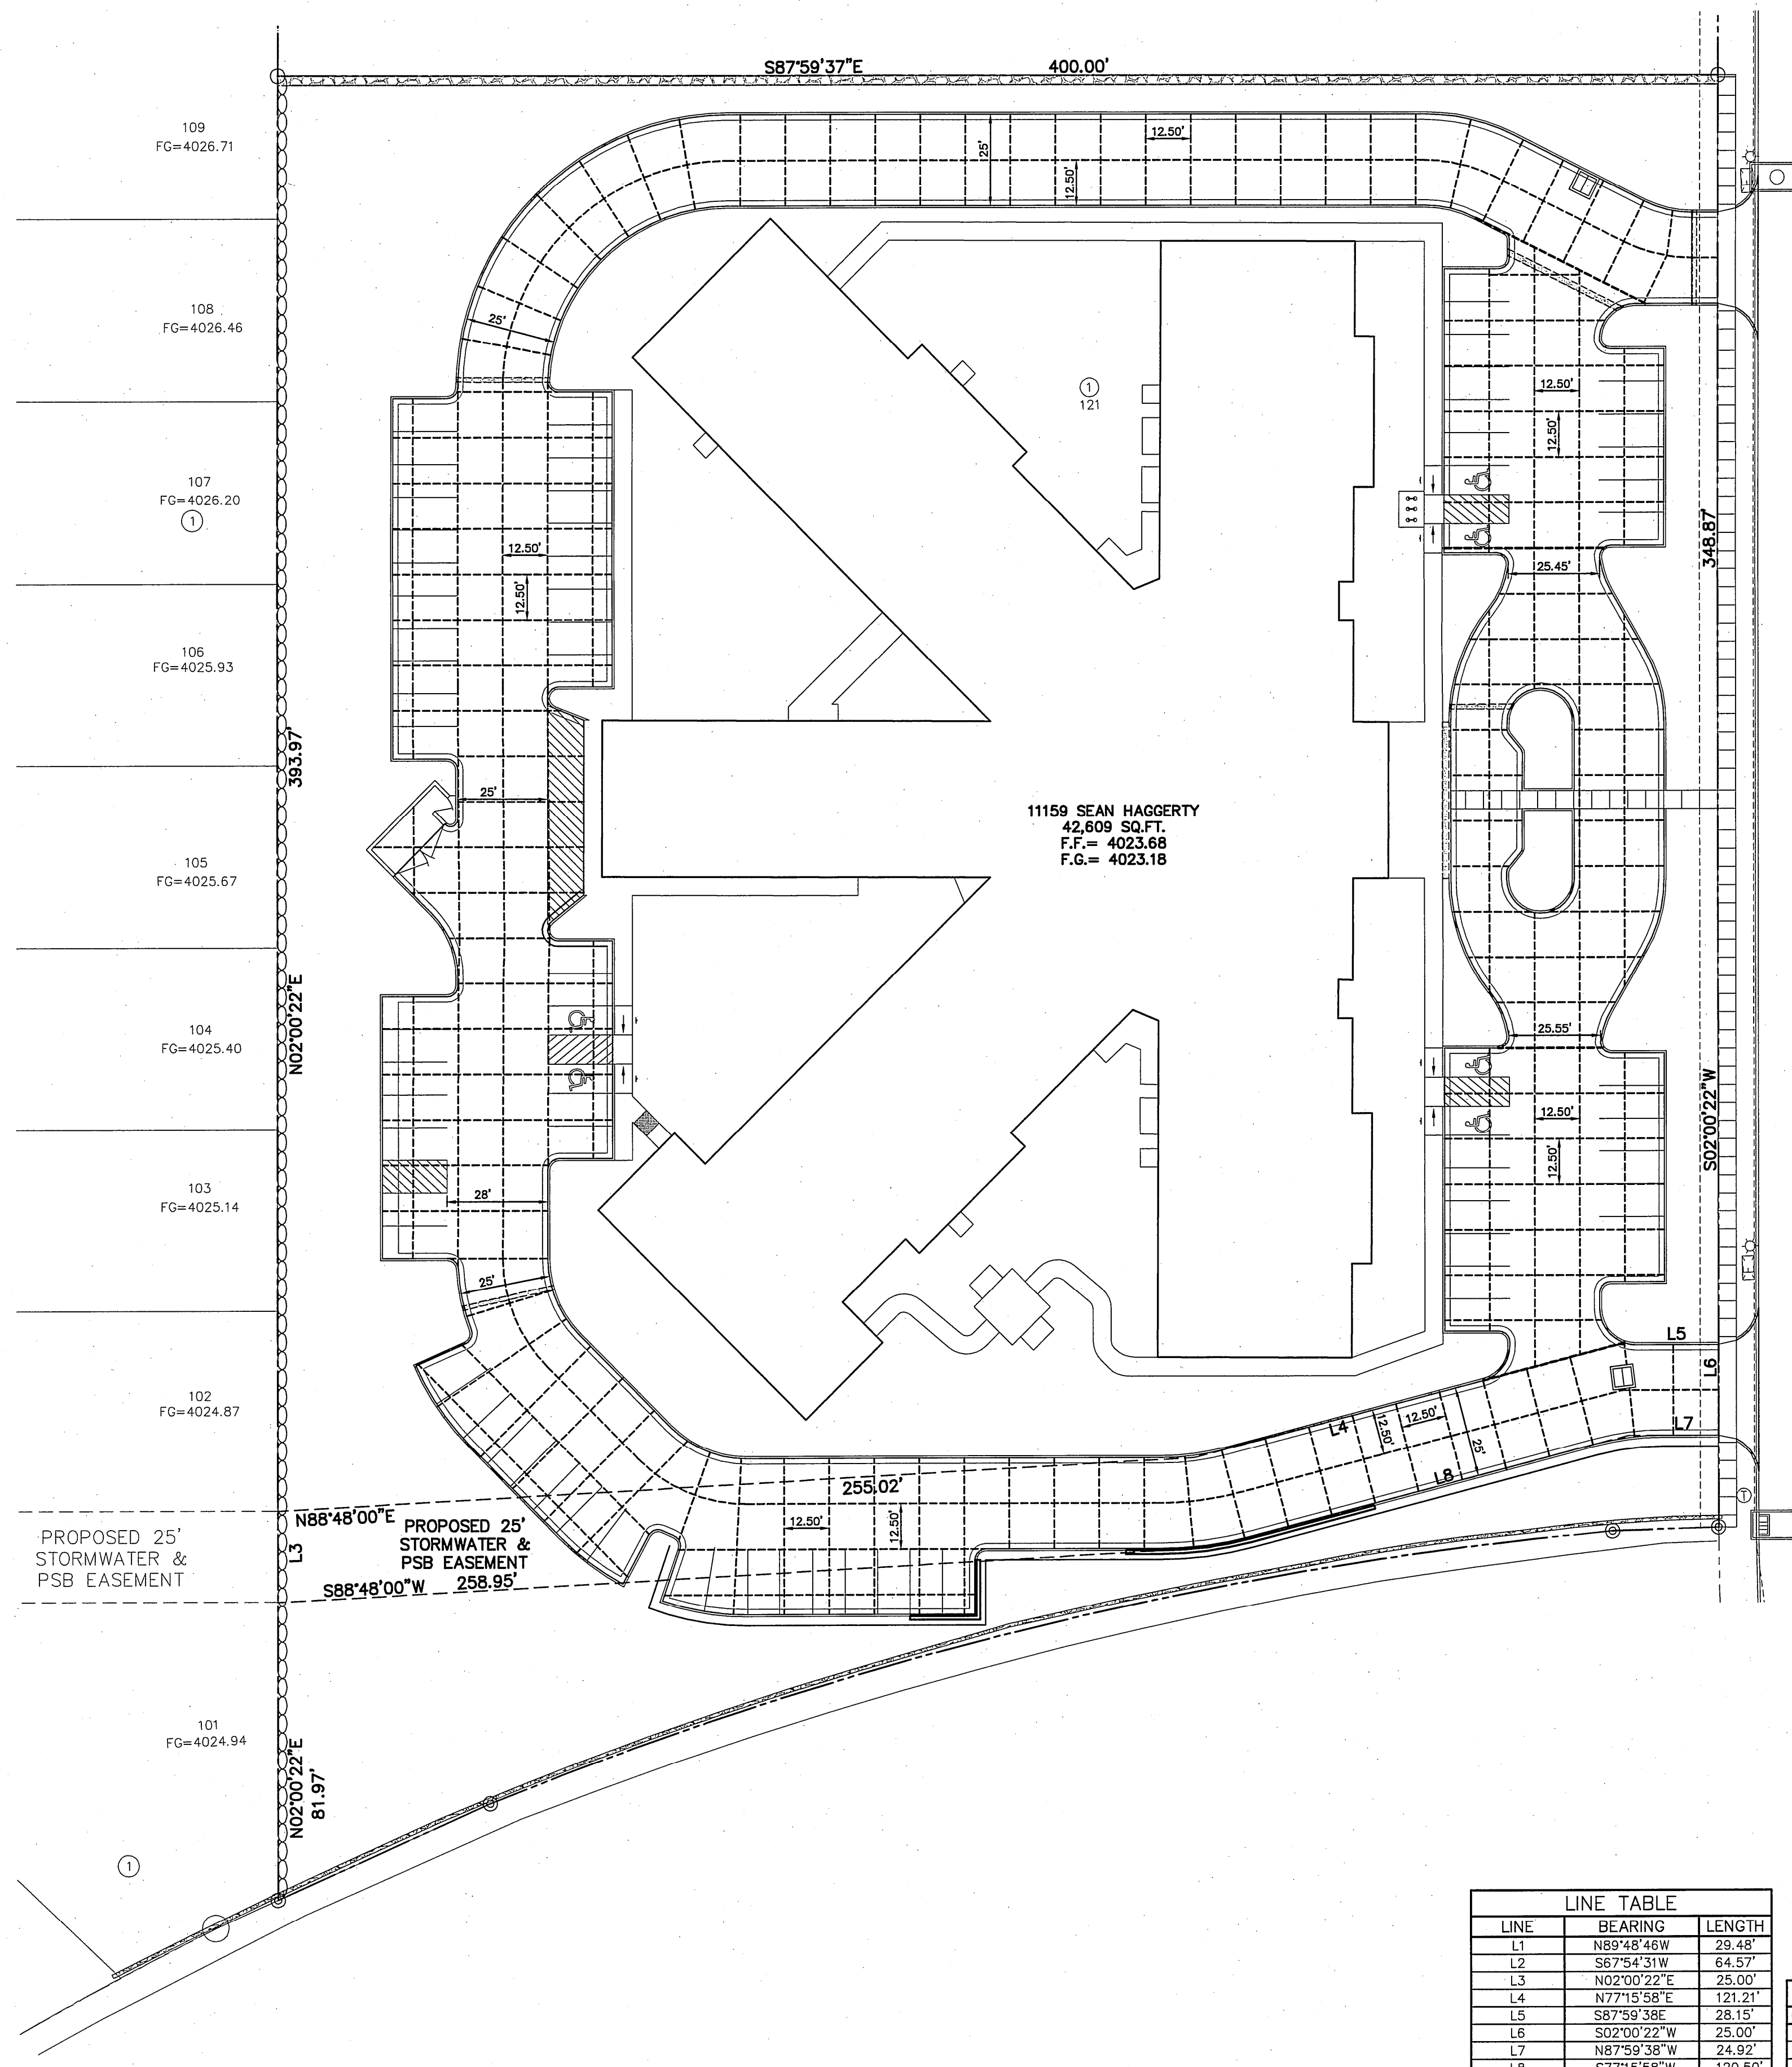 S87°59'37"E 400.00'
109
FG=4026.71
12.50'
25'
12.50'
108
FG=4026.46
25'
1
121
12.50'
12.50'
107
FG=4026.20
1
12.50'
12.50'
25.45'
348.87'
106
FG=4025.93
393.97'
25'
11159 SEAN HAGGERTY
42,609 SQ.FT.
F.F.= 4023.68
F.G.= 4023.18
105
FG=4025.67
N02°00'22"E
104
FG=4025.40
25.55'
S02°00'22"W
12.50'
12.50'
103
FG=4025.14
28'
25'
L5
L6
102
FG=4024.87
L4
12.50'
12.50'
25'
L7
L8
255.02'
N88°48'00"E
PROPOSED 25'
STORMWATER &
PSB EASEMENT
L3
PROPOSED 25'
STORMWATER &
PSB EASEMENT
12.50'
12.50'
T
S88°48'00"W 258.95'
101
FG=4024.94
N02°00'22"E
81.97'
1
LINE TABLE
LINE BEARING LENGTH
L1 N89°48'46W 29.48'
L2 S67°54'31W 64.57'
L3 N02°00'22"E 25.00'
L4 N77°15'58"E 121.21'
L5 S87°59'38E 28.15'
L6 S02°00'22"W 25.00'
L7 N87°59'38"W 24.92'
L8 S77°15'58"W 120.50'